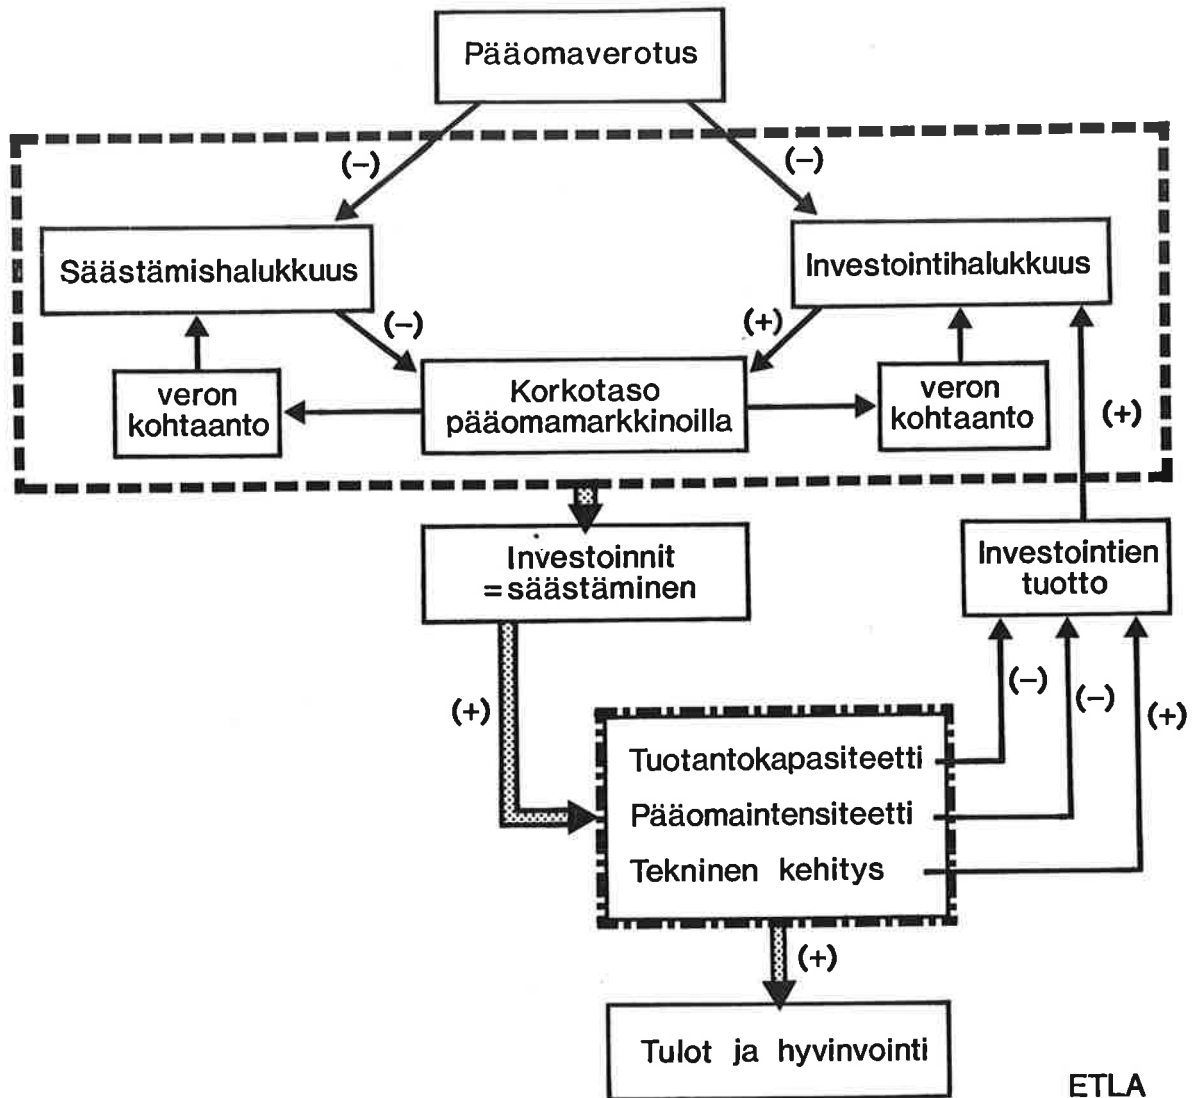 Pääomaverotus
(−)
(−)
Säästämishalukkuus
Investointihalukkuus
(−)
(+)
veron
kohtaanto
Korkotaso
pääomamarkkinoilla
veron
kohtaanto
(+)
Investoinnit
=säästäminen
Investointien
tuotto
(+)
(−)
(−)
(+)
Tuotantokapasiteetti
Pääomaintensiteetti
Tekninen kehitys
(+)
Tulot ja hyvinvointi
ETLA